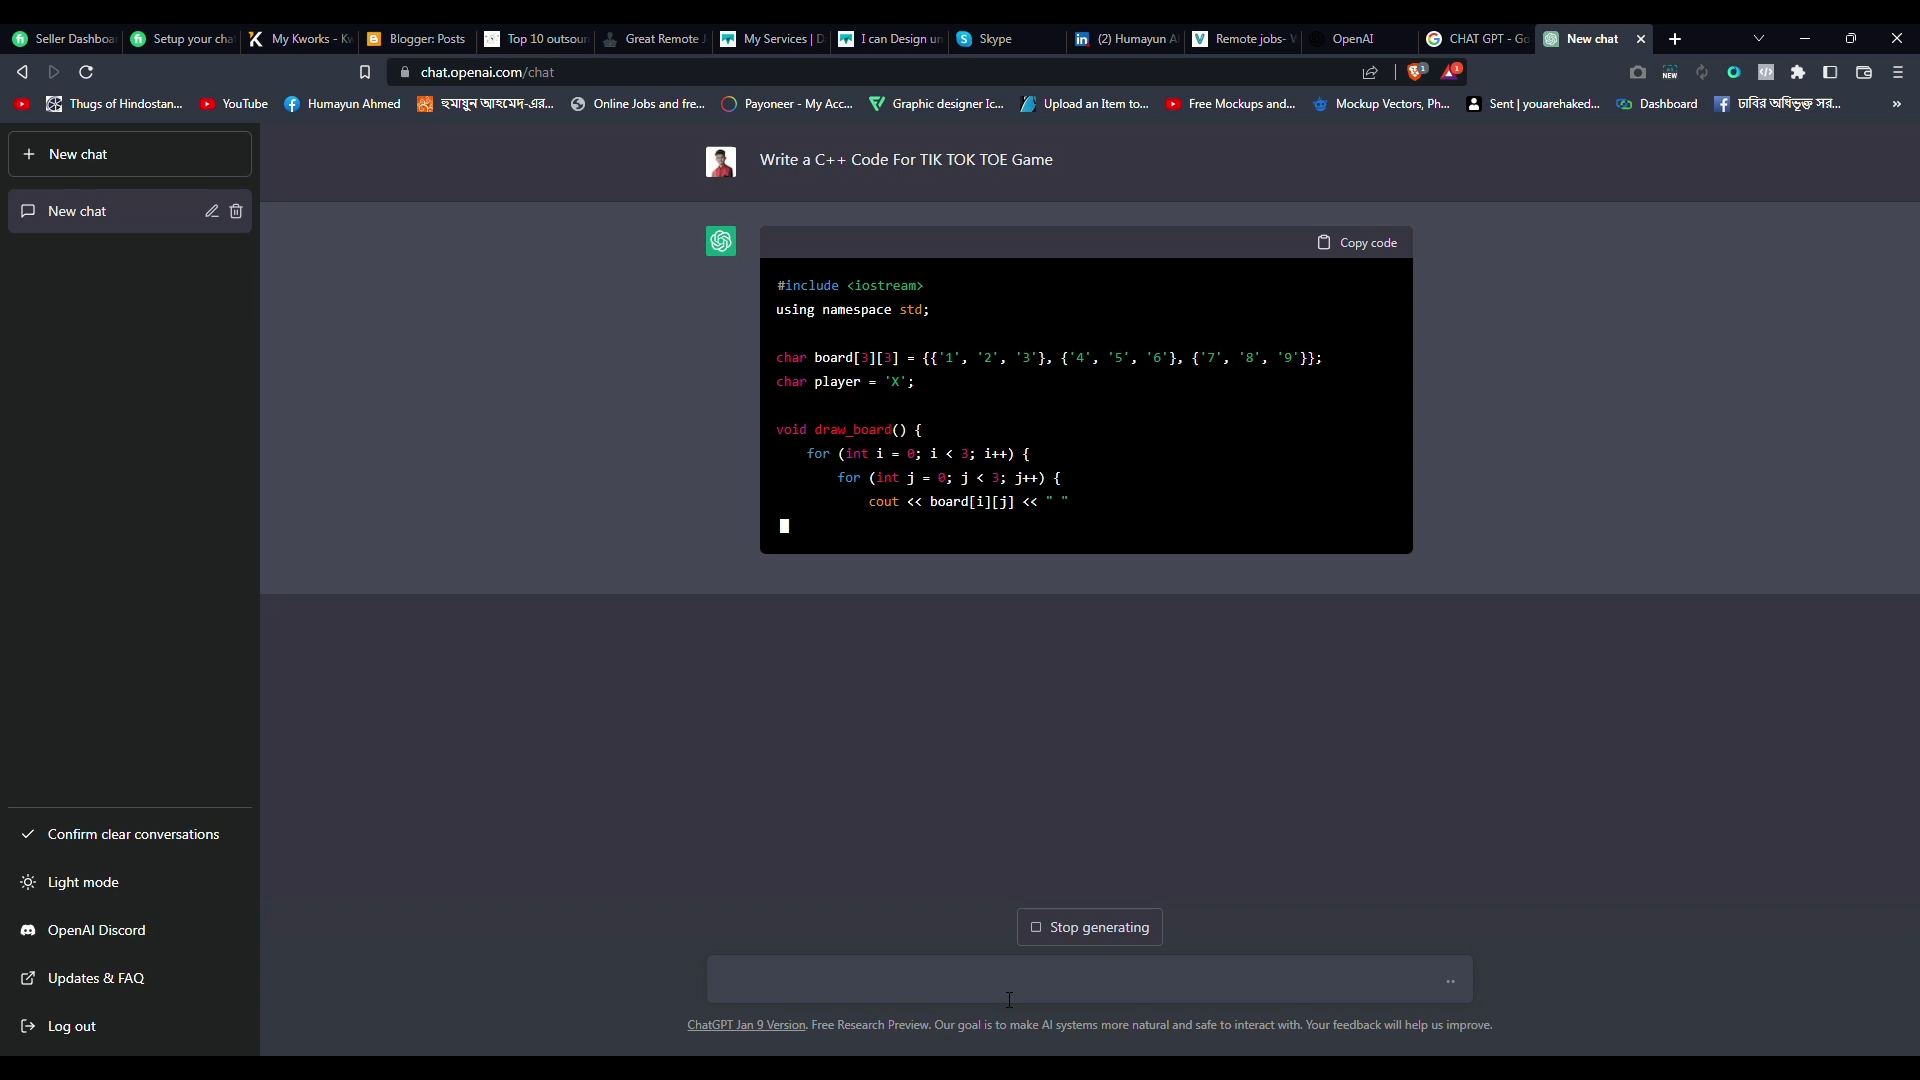 Seller Dashboa
Setup your cha
My Kworks - Kw
Blogger: Posts
Top 10 outsour
Great Remote J
My Services | D
I can Design un
Skype
(2) Humayun A
Remote jobs- V
OpenAI
CHAT GPT - Go
New chat
chat.openai.com/chat
Thugs of Hindostan...
YouTube
Humayun Ahmed
হুমায়ূন আহমেদ-এর...
Online Jobs and fre...
Payoneer - My Acc...
Graphic designer Ic...
Upload an Item to...
Free Mockups and...
Mockup Vectors, Ph...
Sent | youarehaked...
Dashboard
ঢাবির অধিভুক্ত সর...
New chat
New chat
Write a C++ Code For TIK TOK TOE Game
Copy code
#include <iostream>
using namespace std;
char board[3][3] = {{'1', '2', '3'}, {'4', '5', '6'}, {'7', '8', '9'}};
char player = 'X';
void draw_board() {
for (int i = 0; i < 3; i++) {
for (int j = 0; j < 3; j++) {
cout << board[i][j] << " "
Confirm clear conversations
Light mode
OpenAI Discord
Updates & FAQ
Log out
Stop generating
ChatGPT Jan 9 Version. Free Research Preview. Our goal is to make AI systems more natural and safe to interact with. Your feedback will help us improve.